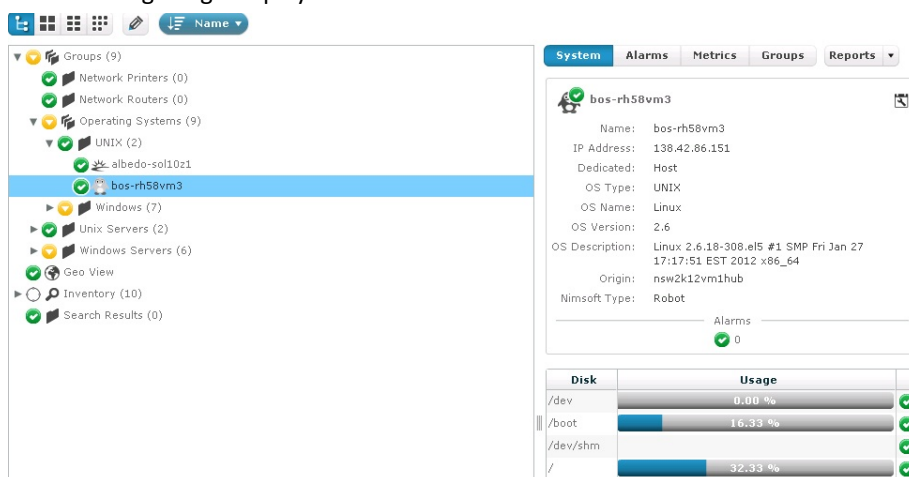 Name
Groups (9)
Network Printers (0)
Network Routers (0)
Operating Systems (9)
UNIX (2)
albedo-sol10z1
bos-rh58vm3
Windows (7)
Unix Servers (2)
Windows Servers (6)
Geo View
Inventory (10)
Search Results (0)
System Alarms Metrics Groups Reports
bos-rh58vm3
Name: bos-rh58vm3
IP Address: 138.42.86.151
Dedicated: Host
OS Type: UNIX
OS Name: Linux
OS Version: 2.6
OS Description: Linux 2.6.18-308.el5 #1 SMP Fri Jan 27
17:17:51 EST 2012 x86_64
Origin: nsw2k12vm1hub
Nimsoft Type: Robot
Alarms
0
Disk Usage
/dev 0.00 %
/boot 16.33 %
/dev/shm
/ 32.33 %